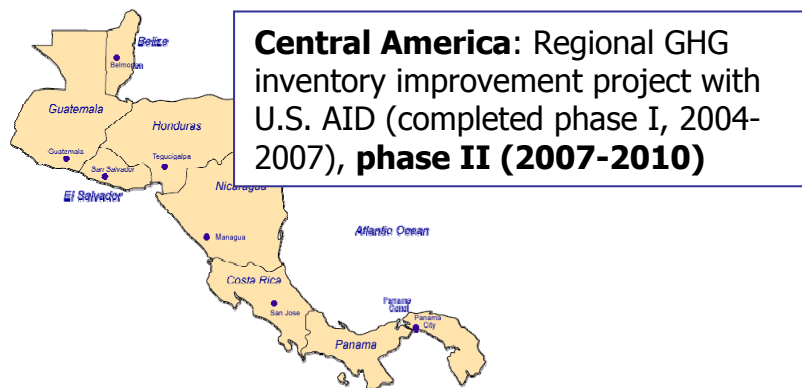 Central America: Regional GHG
inventory improvement project with
U.S. AID (completed phase I, 2004-
2007), phase II (2007-2010)
Belize
Belmopan
Guatemala
Honduras
Guatemala
San Salvador
Tegucigalpa
El Salvador
Nicaragua
Managua
Atlantic Ocean
Costa Rica
San Jose
Panama
Canal
Panama
City
Panama